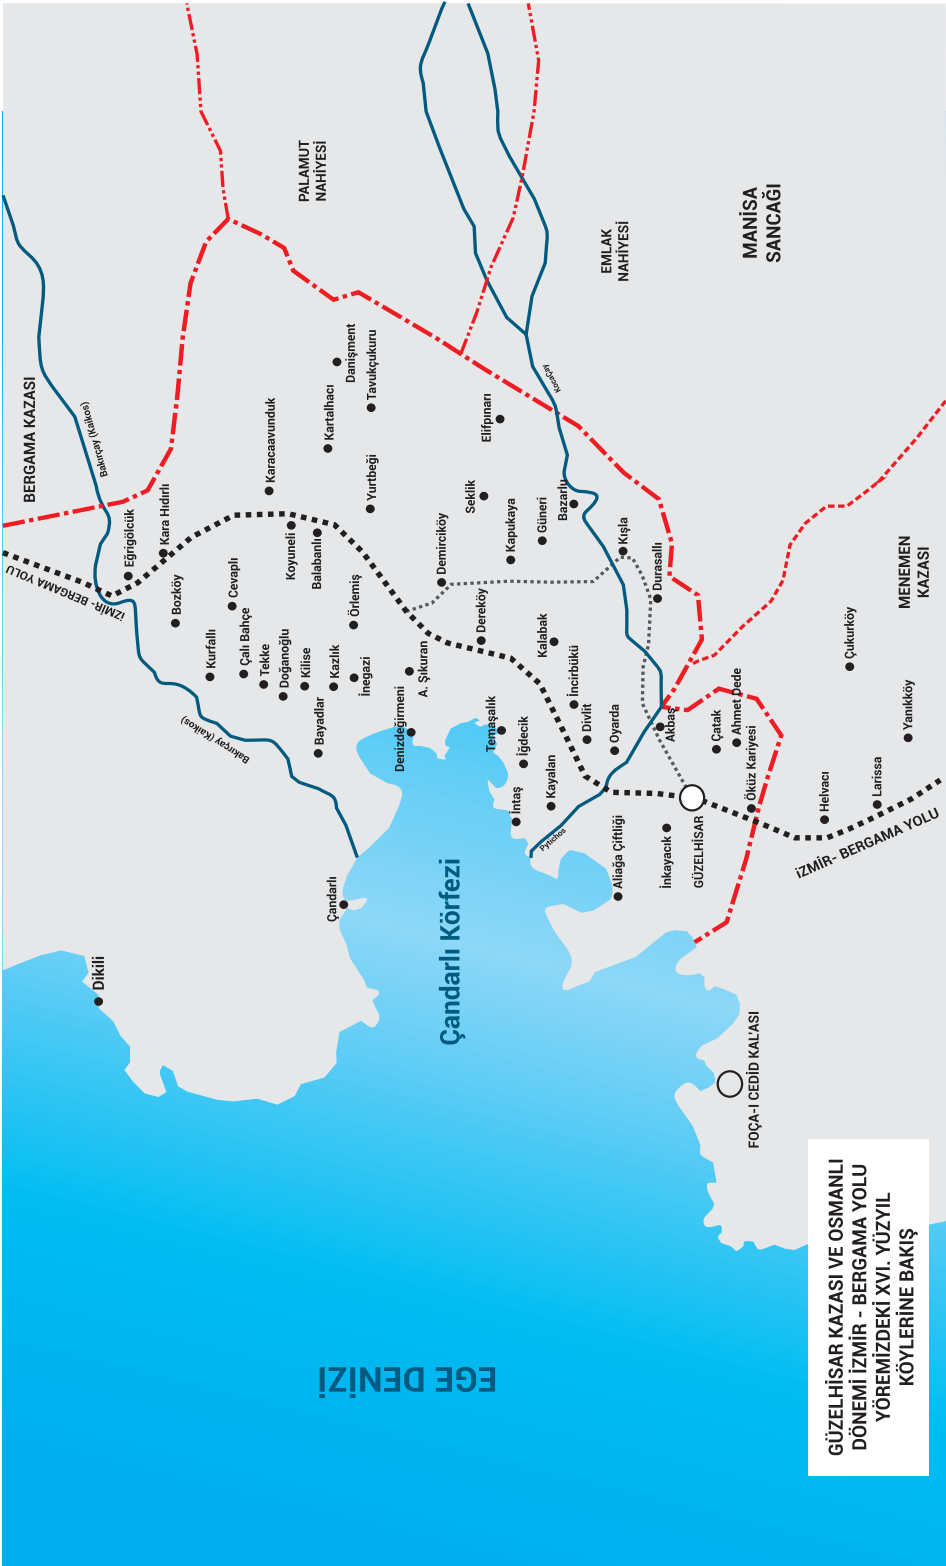 GÜZELHİSAR KAZASI VE OSMANLI
DÖNEMİ İZMİR - BERGAMA YOLU
YÖREMİZDEKİ XVI. YÜZYIL
KÖYLERİNE BAKIŞ
EGE DENİZİ
Çandarlı Körfezi
BERGAMA KAZASI
PALAMUT
NAHİYESİ
EMLAK
NAHİYESİ
MANİSA
SANCAĞI
MENEMEN
KAZASI
İZMİR- BERGAMA YOLU
Bakırçay (Kaikos)
Bakırçay (Kaikos)
Kocaçay
Pytichos
İZMİR- BERGAMA YOLU
Dikili
Çandarlı
Eğrigölcük
Kara Hıdırlı
Bozköy
Kurfallı
Cevaplı
Çalı Bahçe
Tekke
Doğanoğlu
Kilise
Kazlık
İnegazi
Bayadlar
Karacaavunduk
Koyuneli
Balabanlı
Örlemiş
Kartalhacı
Danişment
Tavukçukuru
Yurtbeği
Denizdeğirmeni
A. Şıkuran
Demirciköy
Dereköy
Seklik
Elifpınarı
Kapukaya
Güneri
Bazarlu
Kışla
Durasallı
Kalabak
İncirbükü
Divlit
Oyarda
Temaşalık
İğdecik
İntaş
Kayalan
Akbaş
Çatak
Ahmet Dede
Öküz Kariyesi
Aliağa Çiftliği
İnkayacık
GÜZELHİSAR
Helvacı
Larissa
Çukurköy
Yanıkköy
FOÇA-I CEDİD KAL'ASI